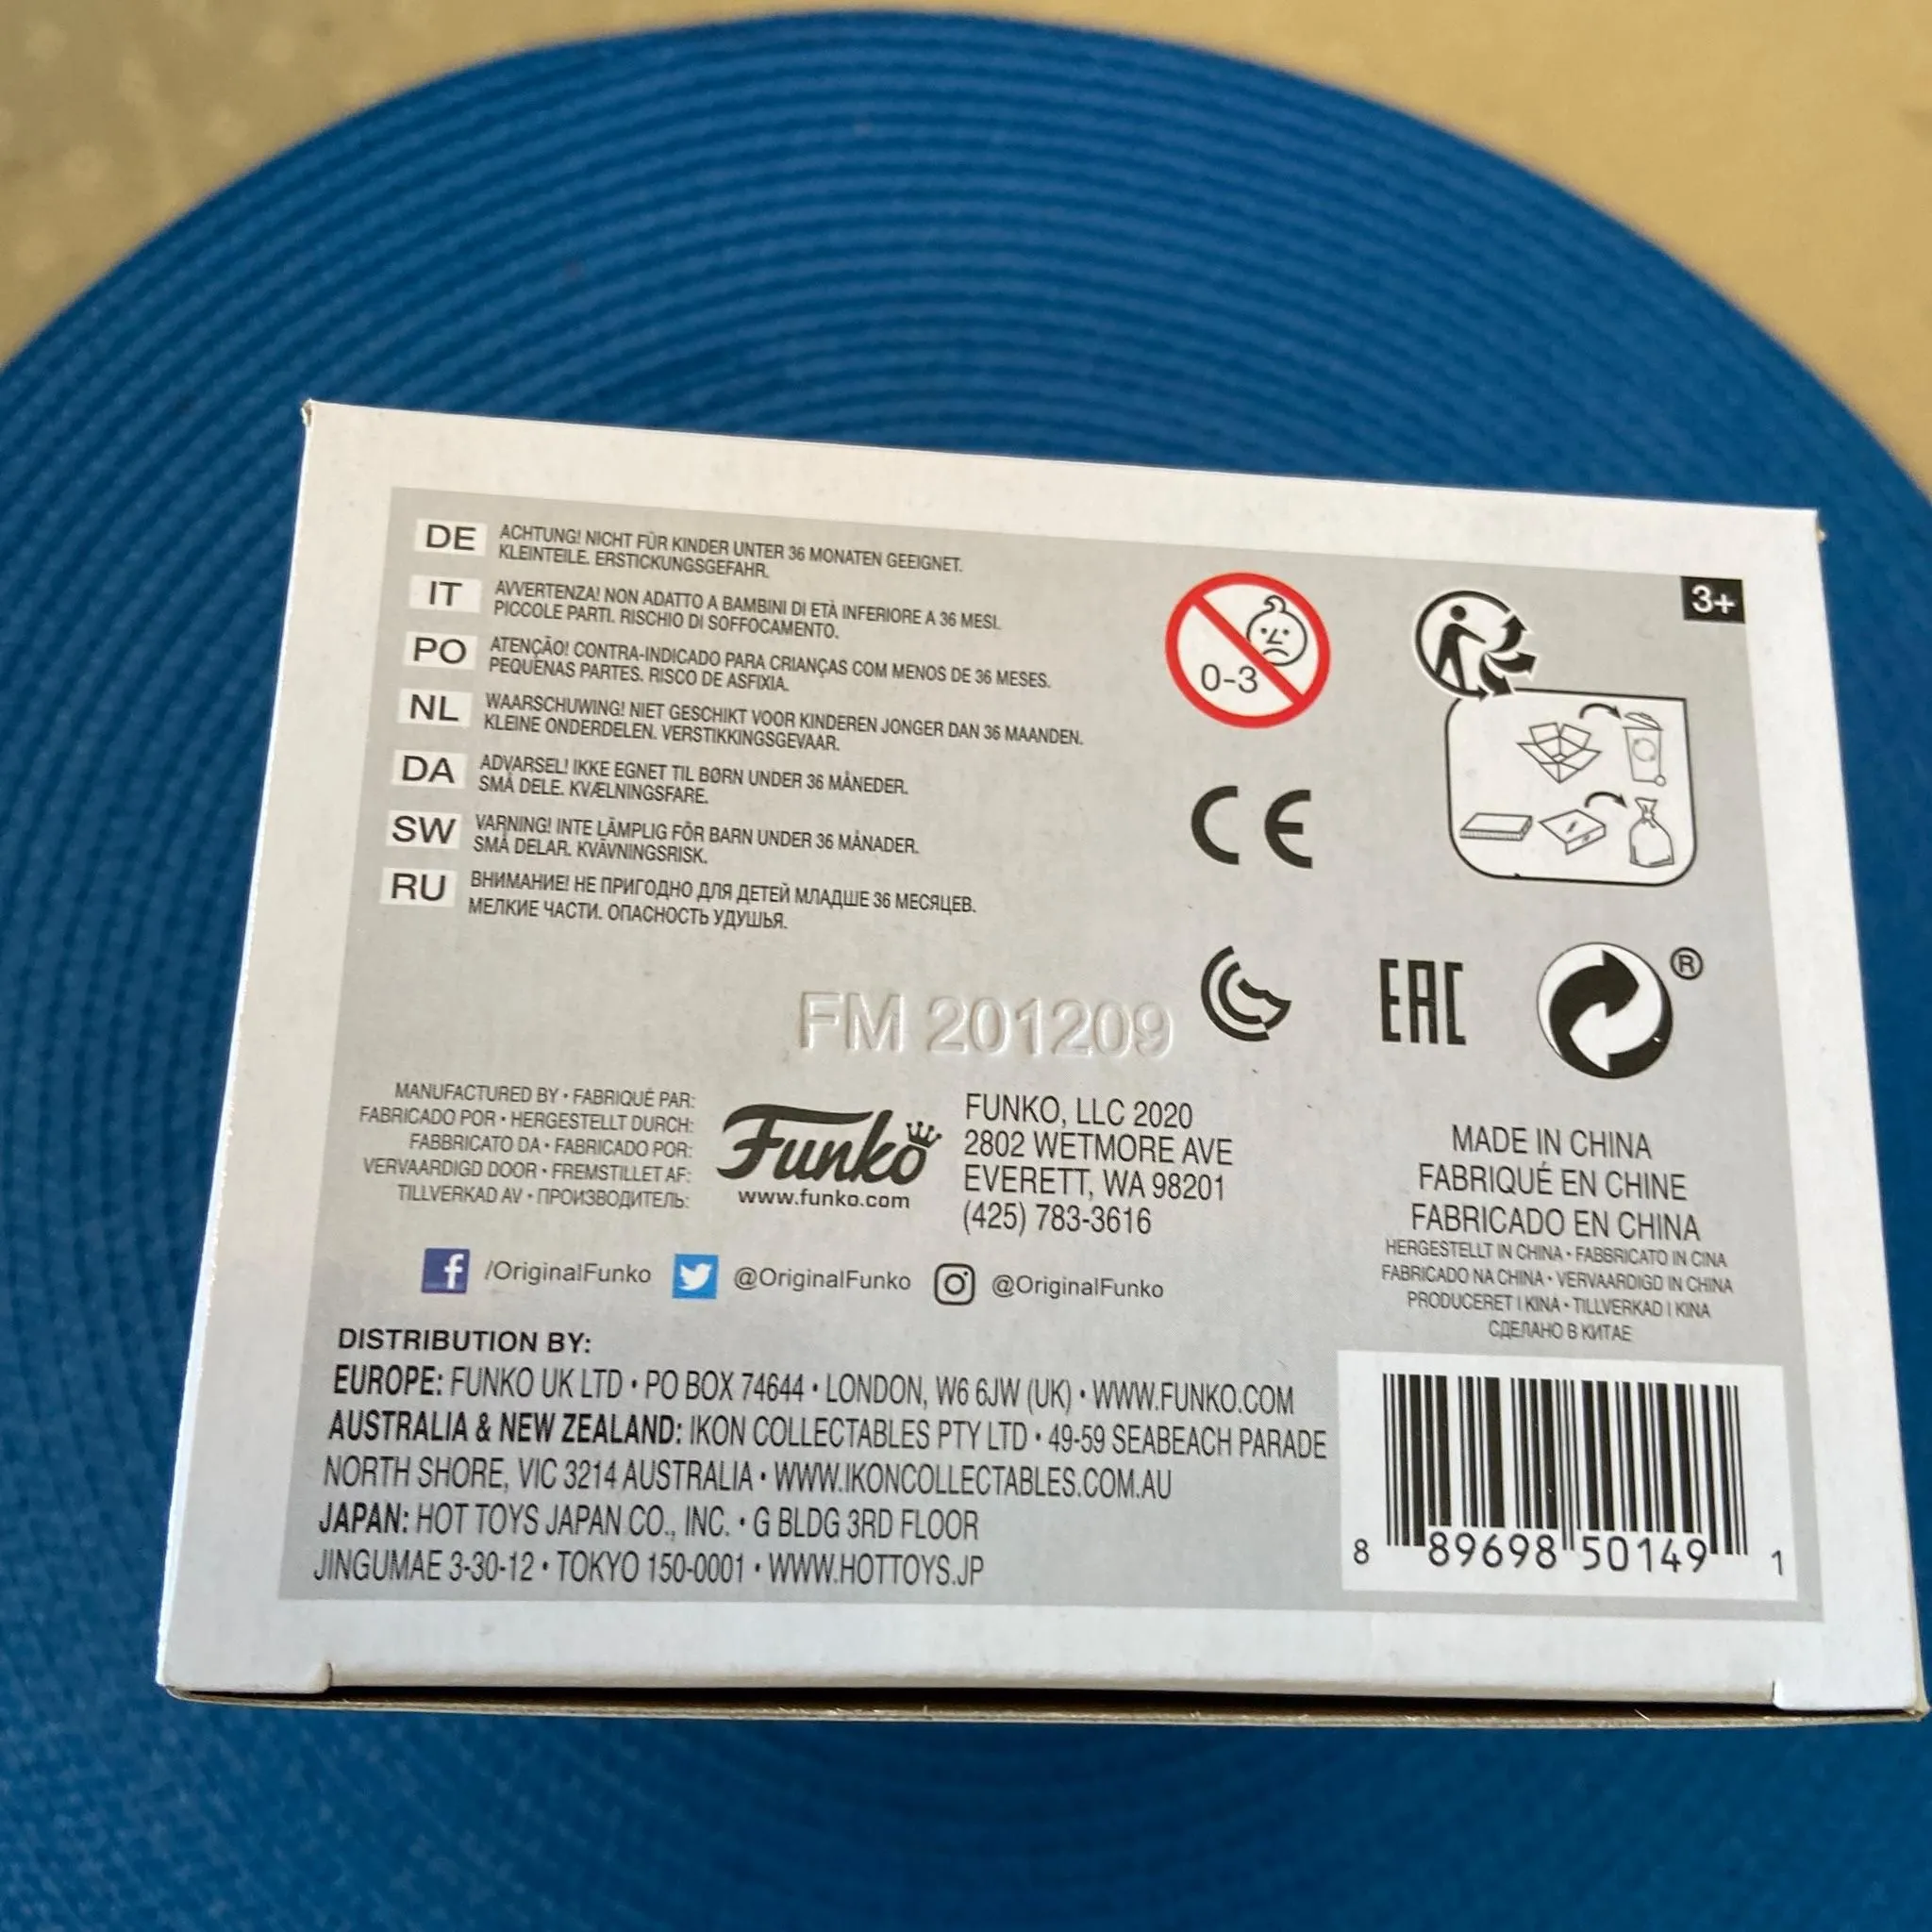 DE ACHTUNG! NICHT FÜR KINDER UNTER 36 MONATEN GEEIGNET.
KLEINTEILE. ERSTICKUNGSGEFAHR.
IT AVVERTENZA! NON ADATTO A BAMBINI DI ETÀ INFERIORE A 36 MESI.
PICCOLE PARTI. RISCHIO DI SOFFOCAMENTO.
PO ATENÇÃO! CONTRA-INDICADO PARA CRIANÇAS COM MENOS DE 36 MESES.
PEQUENAS PARTES. RISCO DE ASFIXIA.
NL WAARSCHUWING! NIET GESCHIKT VOOR KINDEREN JONGER DAN 36 MAANDEN.
KLEINE ONDERDELEN. VERSTIKKINGSGEVAAR.
DA ADVARSEL! IKKE EGNET TIL BØRN UNDER 36 MÅNEDER.
SMÅ DELE. KVÆLNINGSFARE.
SW VARNING! INTE LÄMPLIG FÖR BARN UNDER 36 MÅNADER.
SMÅ DELAR. KVÄVNINGSRISK.
RU ВНИМАНИЕ! НЕ ПРИГОДНО ДЛЯ ДЕТЕЙ МЛАДШЕ 36 МЕСЯЦЕВ.
МЕЛКИЕ ЧАСТИ. ОПАСНОСТЬ УДУШЬЯ.
0-3
3+
CE
EAC
®
FM 201209
MANUFACTURED BY • FABRIQUÉ PAR:
FABRICADO POR • HERGESTELLT DURCH:
FABBRICATO DA • FABRICADO POR:
VERVAARDIGD DOOR • FREMSTILLET AF:
TILLVERKAD AV • ПРОИЗВОДИТЕЛЬ:
Funko
www.funko.com
FUNKO, LLC 2020
2802 WETMORE AVE
EVERETT, WA 98201
(425) 783-3616
MADE IN CHINA
FABRIQUÉ EN CHINE
FABRICADO EN CHINA
HERGESTELLT IN CHINA • FABBRICATO IN CINA
FABRICADO NA CHINA • VERVAARDIGD IN CHINA
PRODUCERET I KINA • TILLVERKAD I KINA
СДЕЛАНО В КИТАЕ
f /OriginalFunko @OriginalFunko @OriginalFunko
DISTRIBUTION BY:
EUROPE: FUNKO UK LTD • PO BOX 74644 • LONDON, W6 6JW (UK) • WWW.FUNKO.COM
AUSTRALIA & NEW ZEALAND: IKON COLLECTABLES PTY LTD • 49-59 SEABEACH PARADE
NORTH SHORE, VIC 3214 AUSTRALIA • WWW.IKONCOLLECTABLES.COM.AU
JAPAN: HOT TOYS JAPAN CO., INC. • G BLDG 3RD FLOOR
JINGUMAE 3-30-12 • TOKYO 150-0001 • WWW.HOTTOYS.JP
8 89698 50149 1